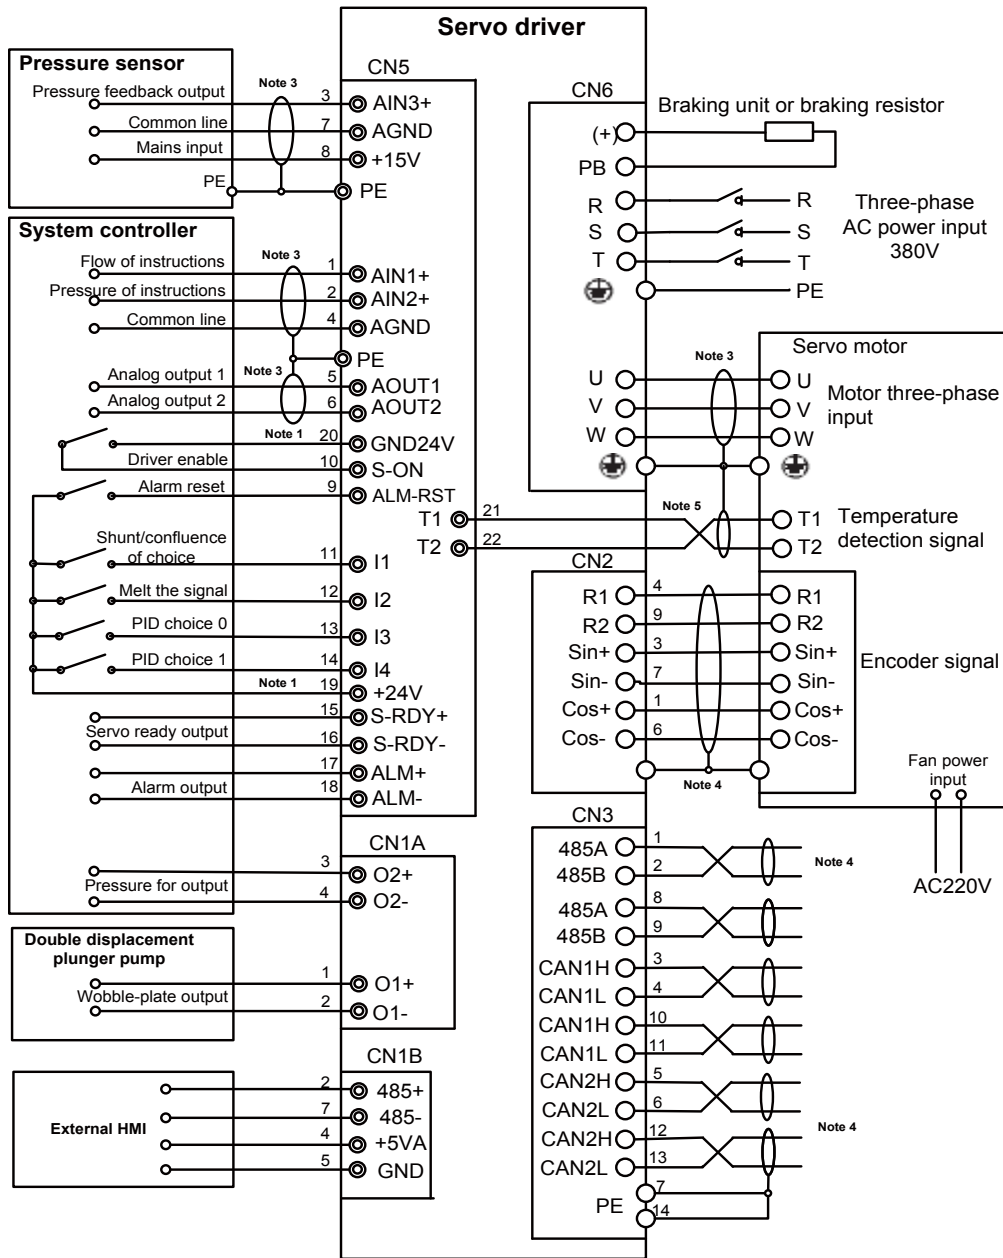 Servo driver
Pressure sensor
CN5
Pressure feedback output
Note 3
3
AIN3+
Common line
7
AGND
Mains input
8
+15V
PE
PE
System controller
Flow of instructions
Note 3
1
AIN1+
Pressure of instructions
2
AIN2+
Common line
4
AGND
PE
Note 3
Analog output 1
5
AOUT1
Analog output 2
6
AOUT2
Note 1
20
GND24V
Driver enable
10
S-ON
Alarm reset
9
ALM-RST
T1
21
T2
22
Shunt/confluence
of choice
11
I1
Melt the signal
12
I2
PID choice 0
13
I3
PID choice 1
14
I4
Note 1
19
+24V
15
S-RDY+
Servo ready output
16
S-RDY-
17
ALM+
Alarm output
18
ALM-
CN1A
3
O2+
Pressure for output
4
O2-
Double displacement
plunger pump
1
O1+
Wobble-plate output
2
O1-
CN1B
External HMI
2
485+
7
485-
4
+5VA
5
GND
CN6
Braking unit or braking resistor
(+)
PB
R
R
S
S
T
T
Three-phase
AC power input
380V
PE
Servo motor
Note 3
U
U
V
V
W
W
Motor three-phase
input
Note 5
T1
T2
Temperature
detection signal
CN2
R1
4
R1
R2
9
R2
Sin+
3
Sin+
Sin-
7
Sin-
Cos+
1
Cos+
Cos-
6
Cos-
Encoder signal
Note 4
Fan power
input
AC220V
CN3
485A
1
485B
2
Note 4
485A
8
485B
9
CAN1H
3
CAN1L
4
CAN1H
10
CAN1L
11
CAN2H
5
CAN2L
6
Note 4
CAN2H
12
CAN2L
13
PE
7
14